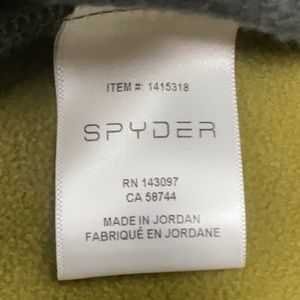 ITEM #: 1415318
SPYDER
RN 143097
CA 58744
MADE IN JORDAN
FABRIQUÉ EN JORDANE